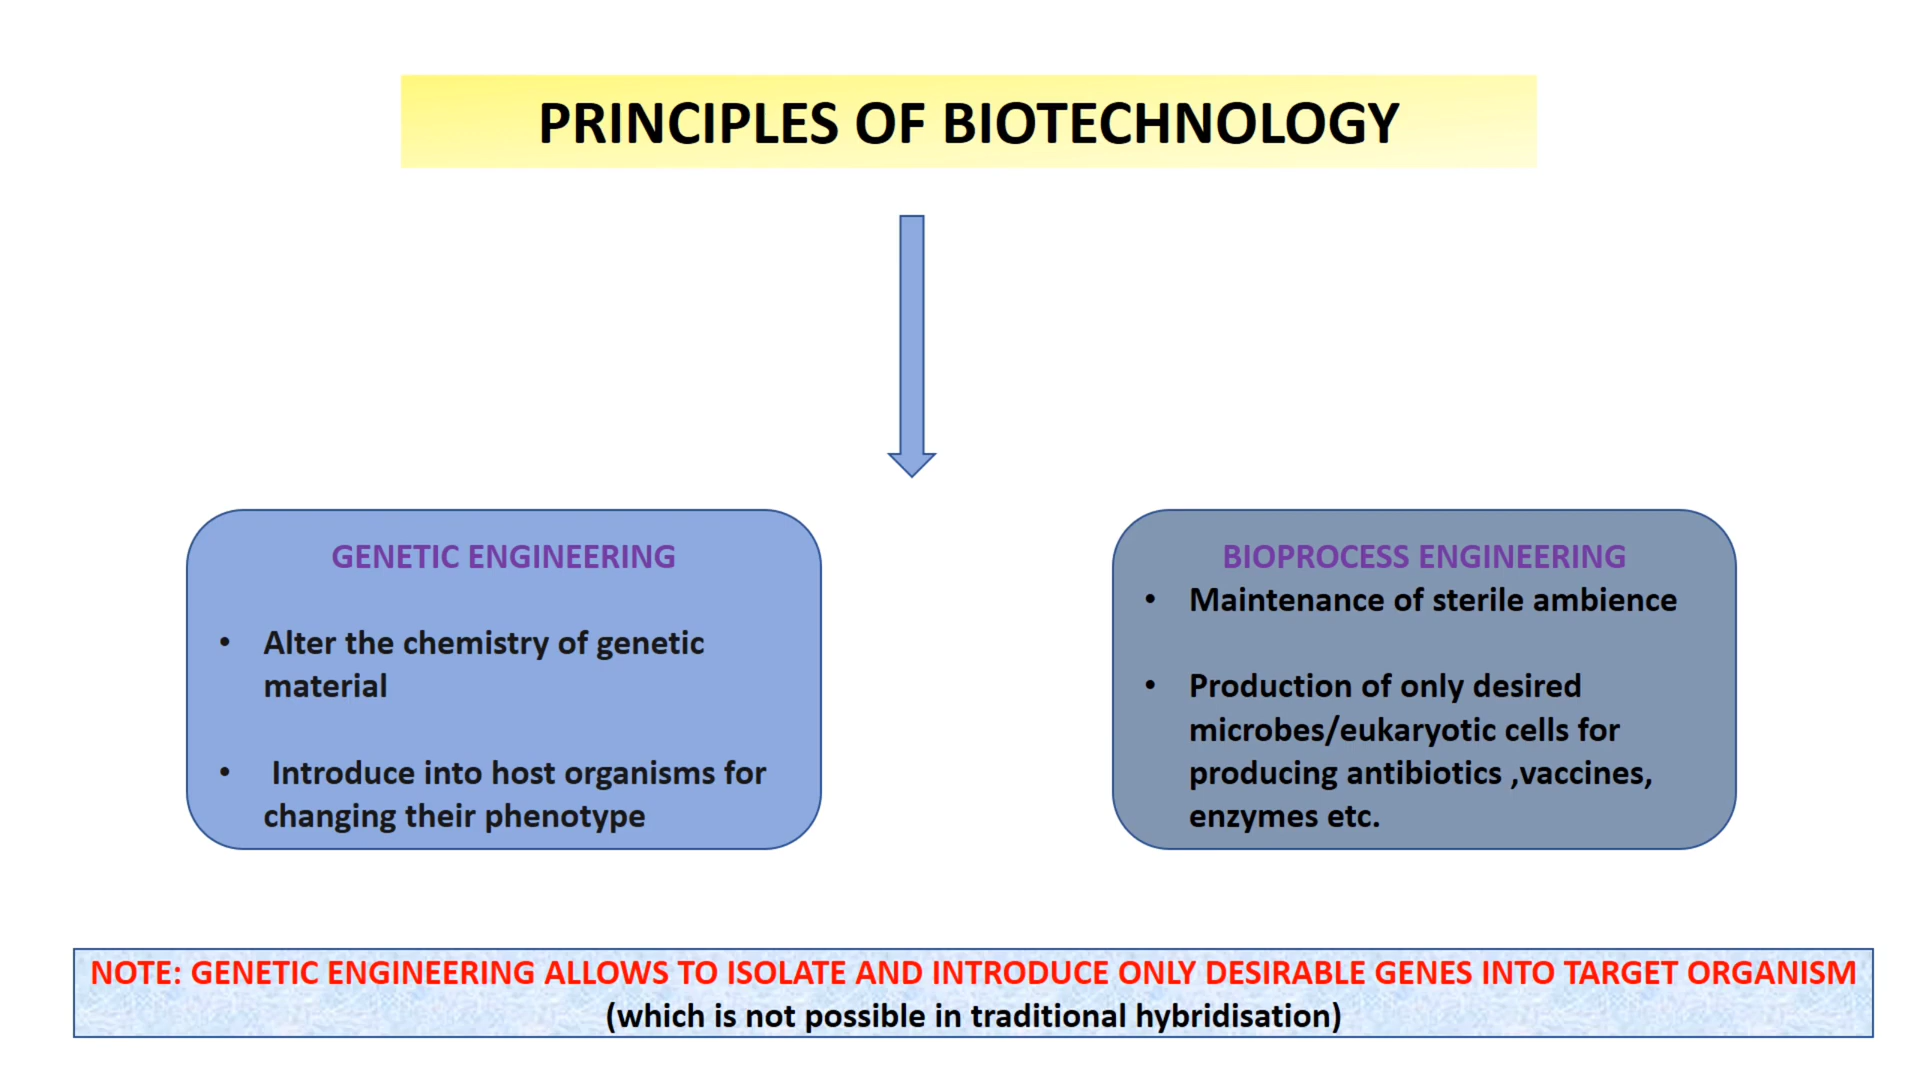 PRINCIPLES OF BIOTECHNOLOGY
GENETIC ENGINEERING
• Alter the chemistry of genetic
material
• Introduce into host organisms for
changing their phenotype
BIOPROCESS ENGINEERING
• Maintenance of sterile ambience
• Production of only desired
microbes/eukaryotic cells for
producing antibiotics ,vaccines,
enzymes etc.
NOTE: GENETIC ENGINEERING ALLOWS TO ISOLATE AND INTRODUCE ONLY DESIRABLE GENES INTO TARGET ORGANISM
(which is not possible in traditional hybridisation)